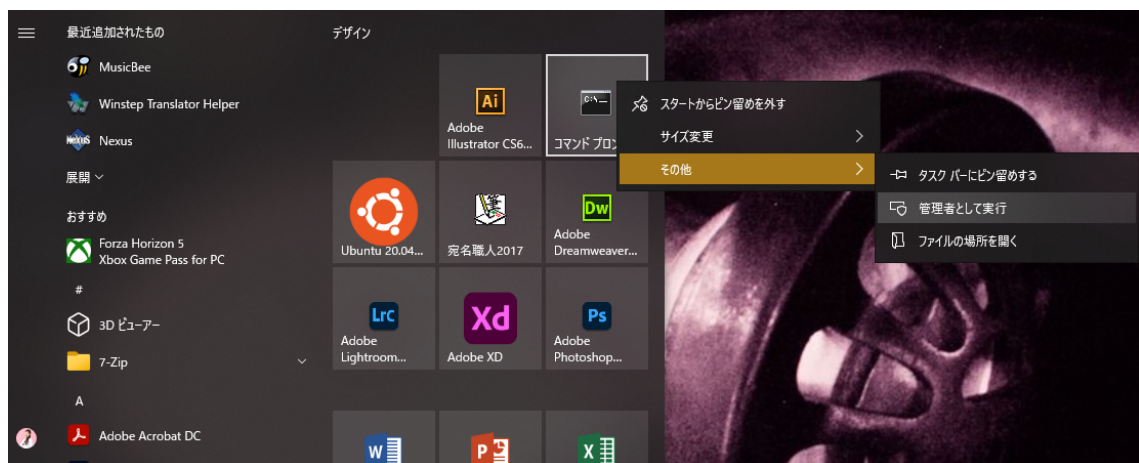 最近追加されたもの
MusicBee
Winstep Translator Helper
Nexus
展開
おすすめ
Forza Horizon 5
Xbox Game Pass for PC
#
3D ビューアー
7-Zip
A
Adobe Acrobat DC
デザイン
Ai
Adobe
Illustrator CS6...
C:\_
コマンド プロン
Ubuntu 20.04...
宛名職人2017
Dw
Adobe
Dreamweaver...
LrC
Adobe
Lightroom...
Xd
Adobe XD
Ps
Adobe
Photoshop...
W
P
X
スタートからピン留めを外す
サイズ変更
その他
タスク バーにピン留めする
管理者として実行
ファイルの場所を開く